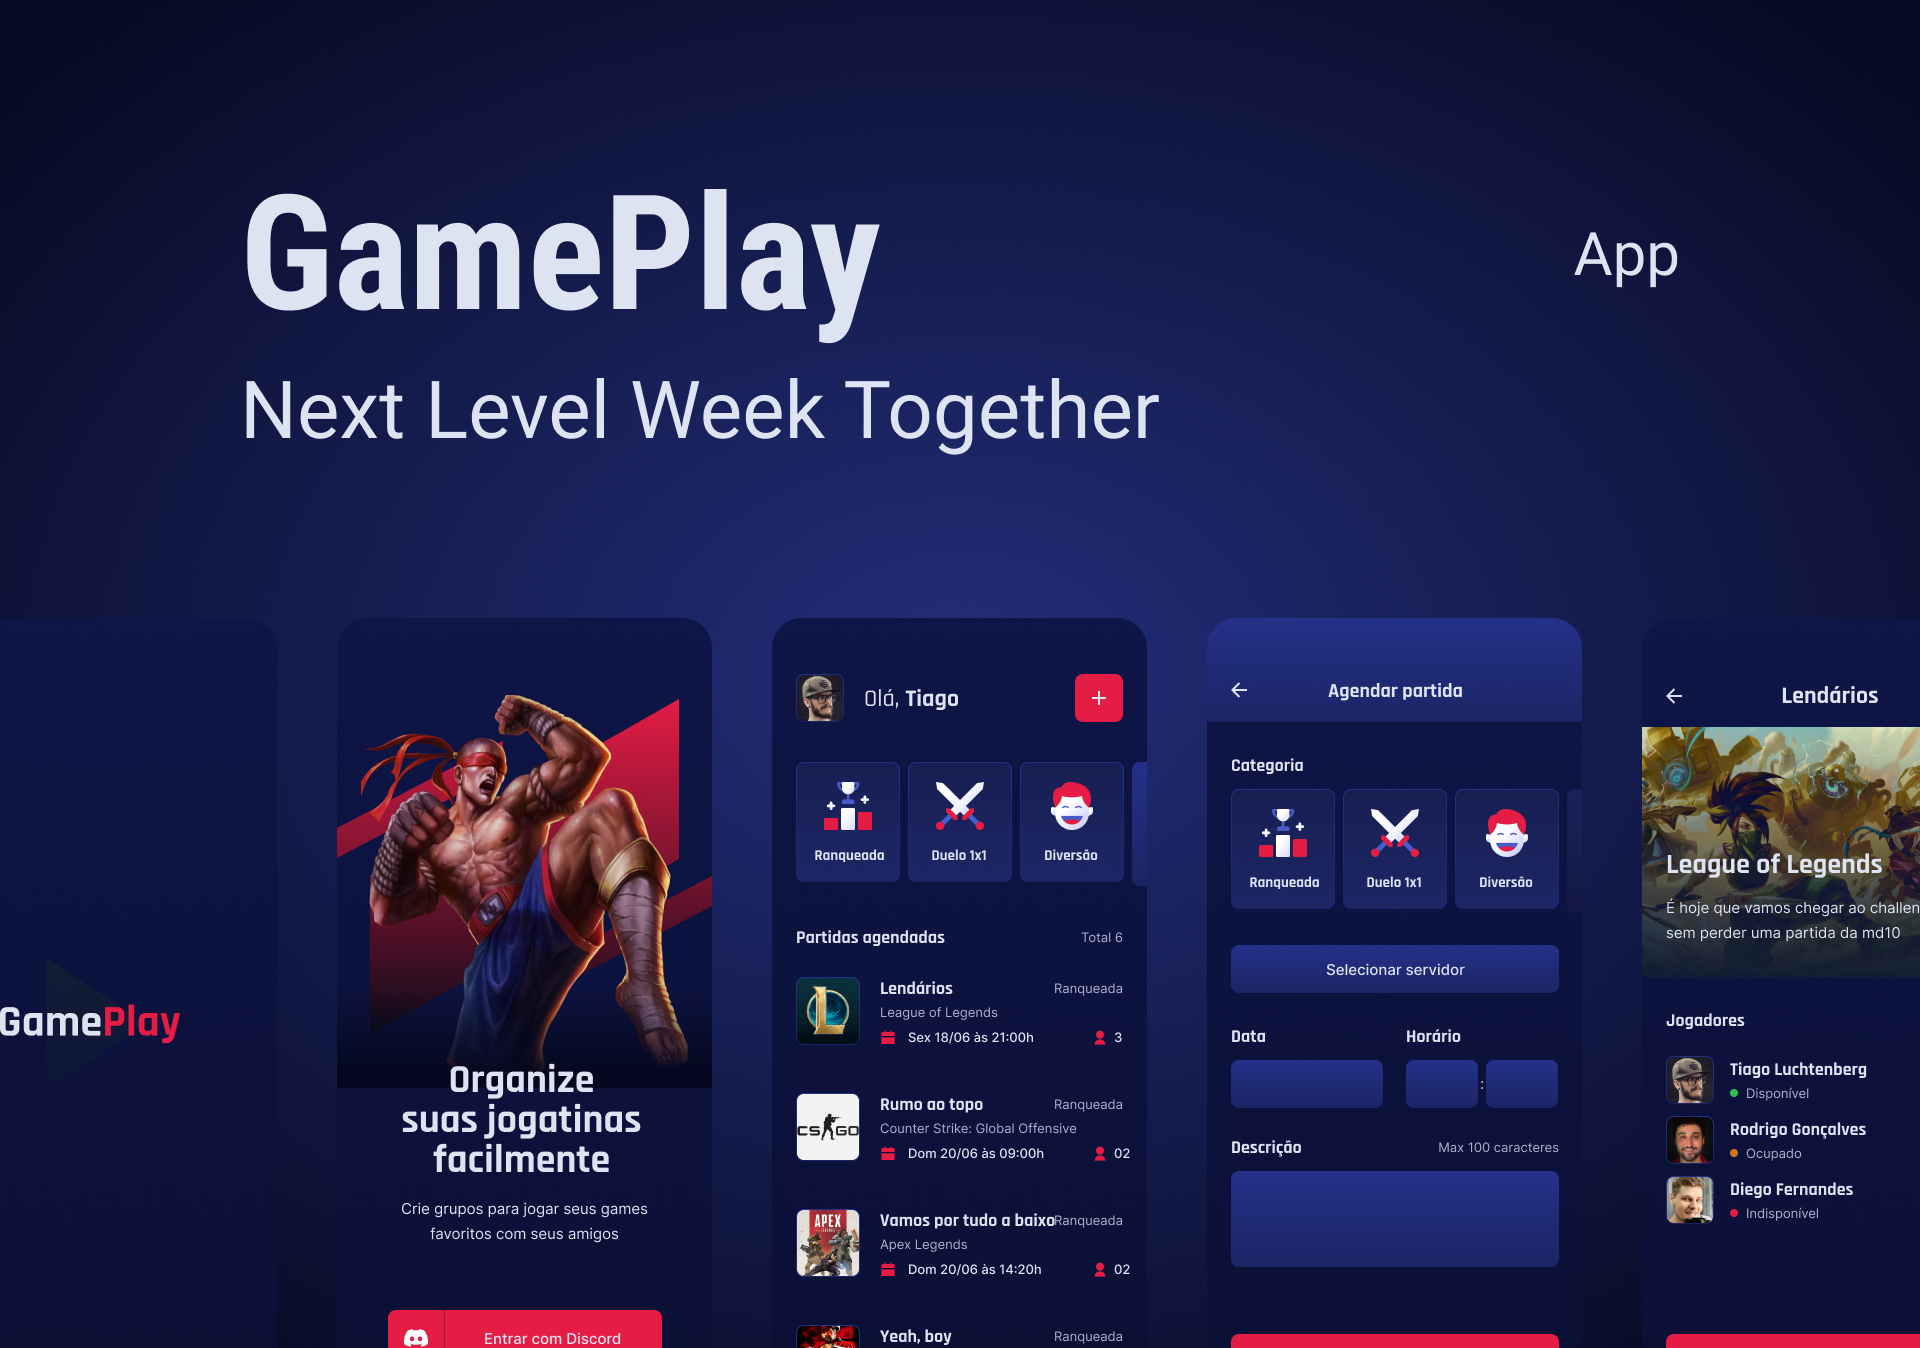 GamePlay
App
Next Level Week Together
GamePlay
Organize
suas jogatinas
facilmente
Crie grupos para jogar seus games
favoritos com seus amigos
Entrar com Discord
Olá, Tiago
Ranqueada
Duelo 1x1
Diversão
Partidas agendadas
Total 6
Lendários
Ranqueada
League of Legends
Sex 18/06 às 21:00h
3
CS GO
Rumo ao topo
Ranqueada
Counter Strike: Global Offensive
Dom 20/06 às 09:00h
02
APEX
Vamos por tudo a baixo
Ranqueada
Apex Legends
Dom 20/06 às 14:20h
02
Yeah, boy
Ranqueada
Agendar partida
Categoria
Ranqueada
Duelo 1x1
Diversão
Selecionar servidor
Data
Horário
:
Descrição
Max 100 caracteres
Lendários
League of Legends
É hoje que vamos chegar ao challen
sem perder uma partida da md10
Jogadores
Tiago Luchtenberg
Disponível
Rodrigo Gonçalves
Ocupado
Diego Fernandes
Indisponível